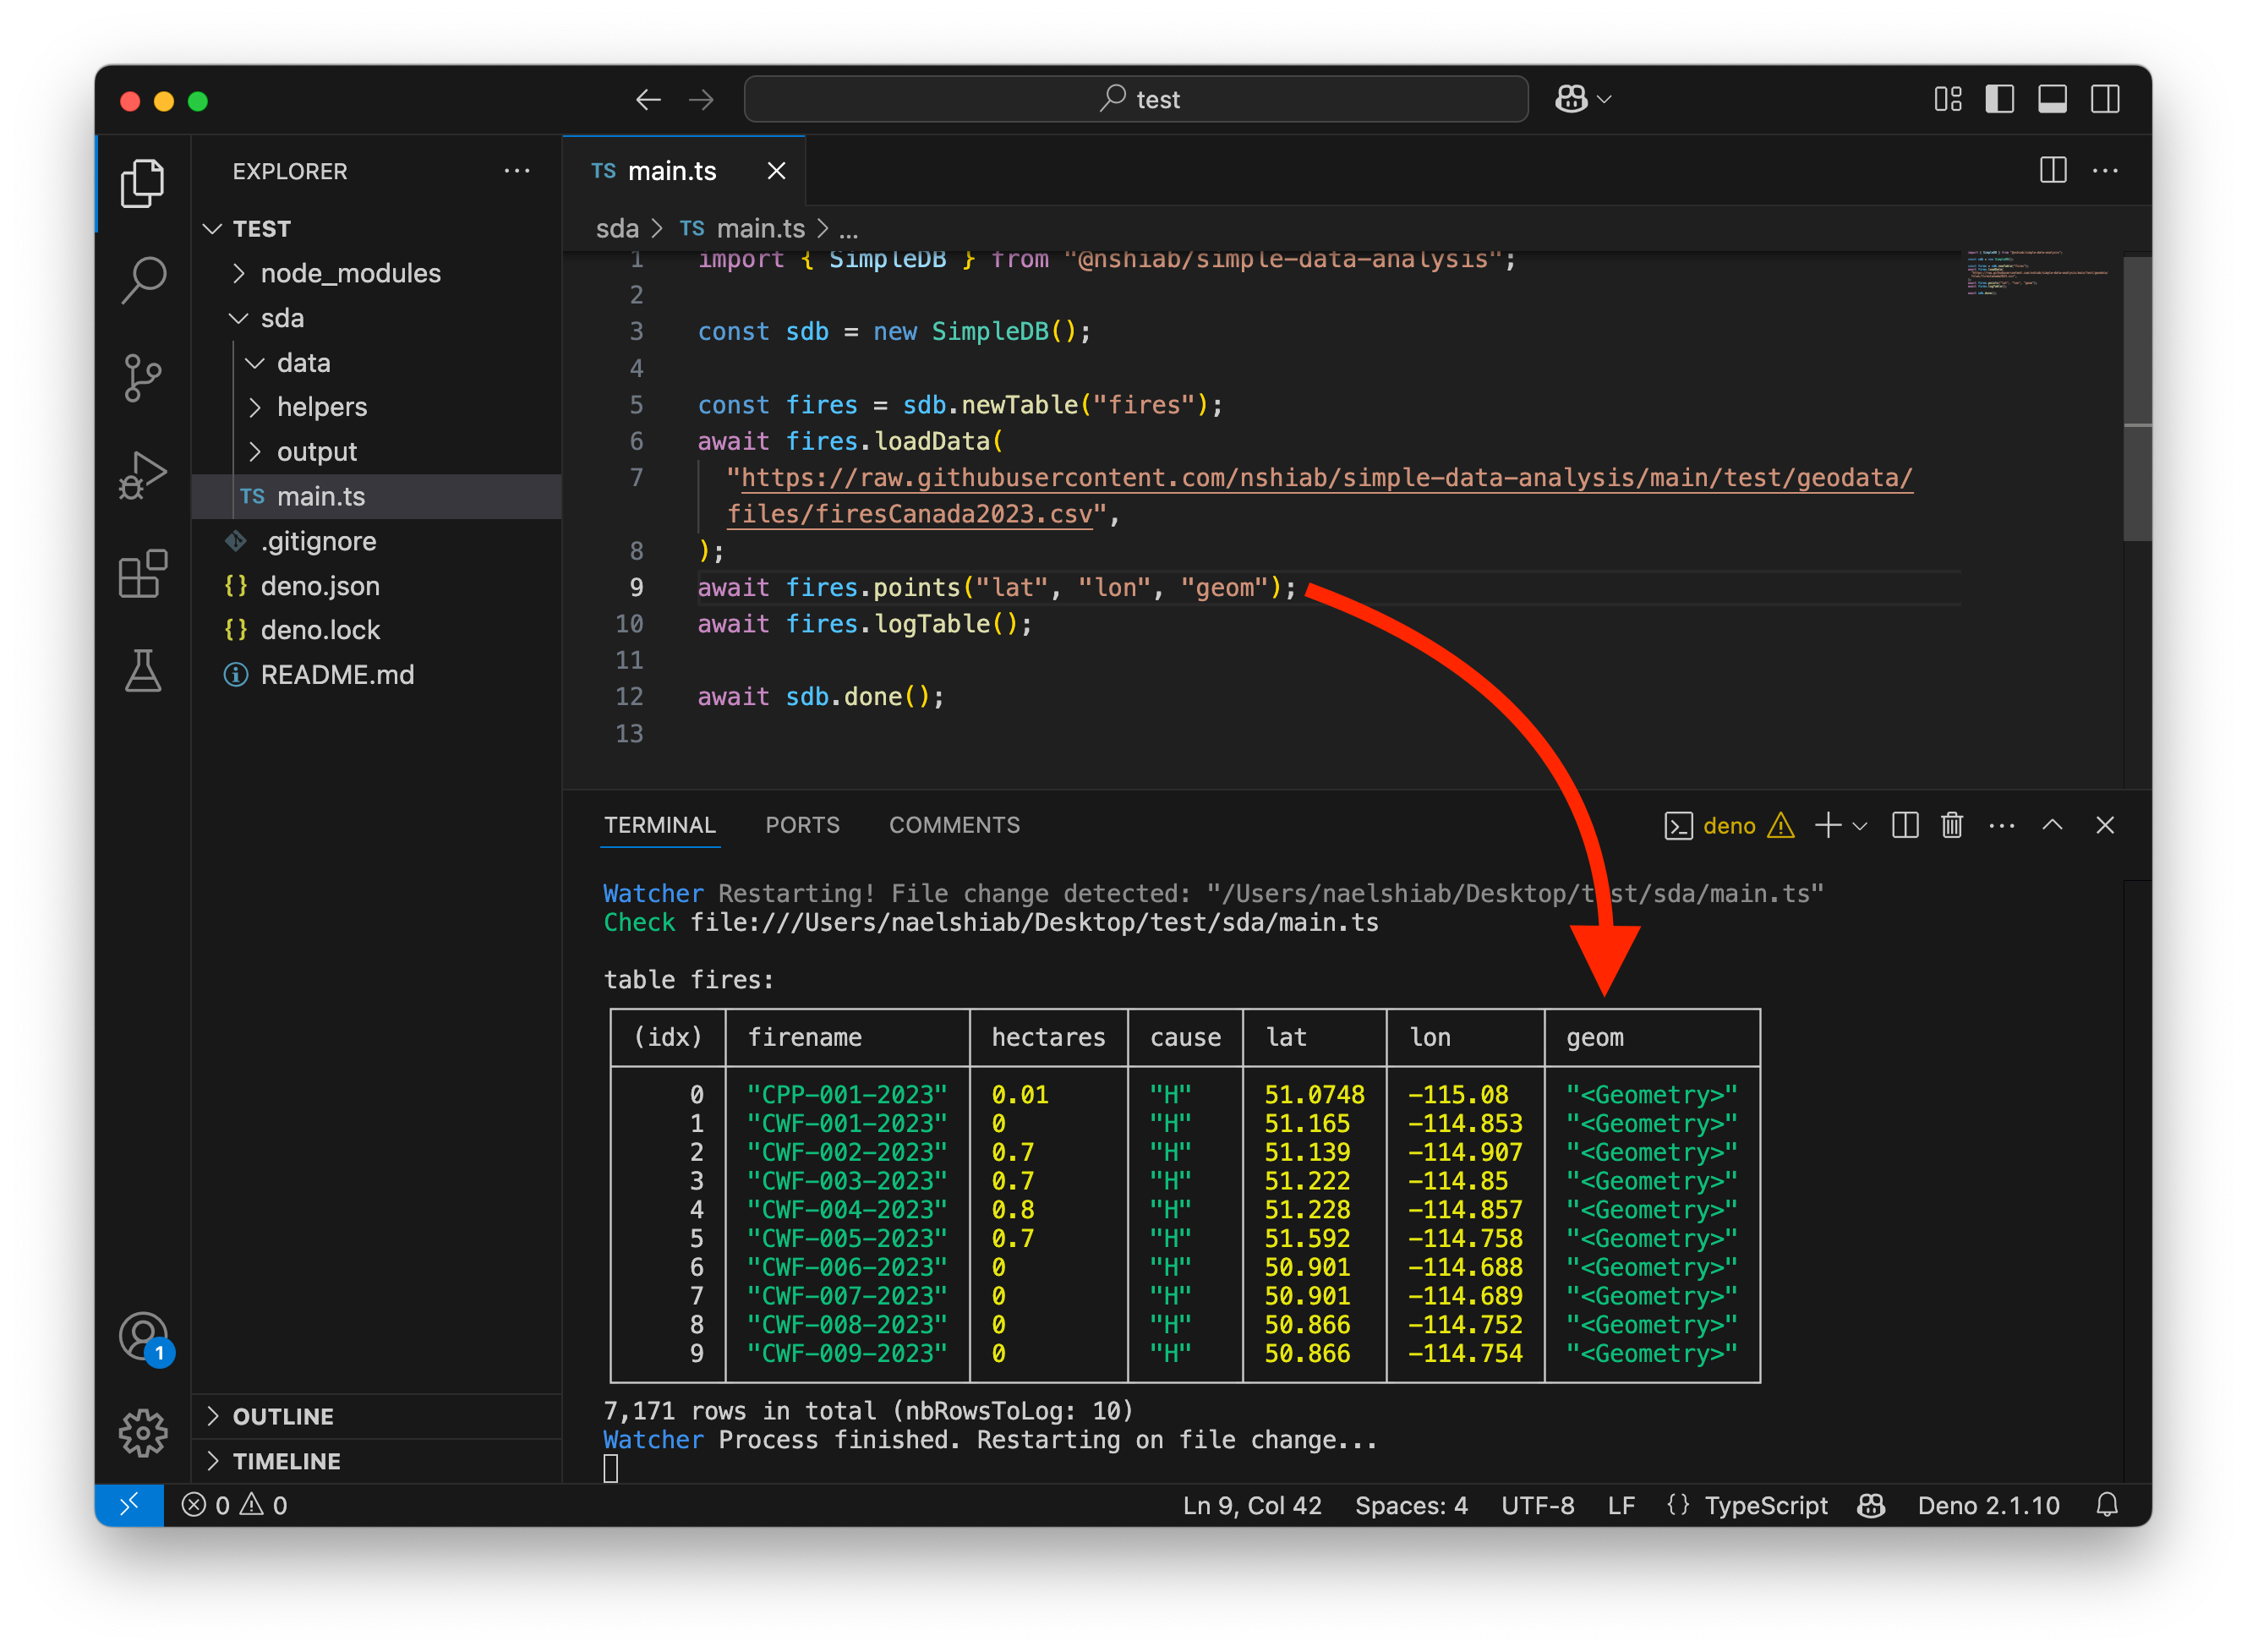 test
EXPLORER
TEST
node_modules
sda
data
helpers
output
TS main.ts
.gitignore
{} deno.json
{} deno.lock
README.md
OUTLINE
TIMELINE
1
TS main.ts
sda > TS main.ts > ...
1 import { SimpleDB } from "@nshiab/simple-data-analysis";
2
3 const sdb = new SimpleDB();
4
5 const fires = sdb.newTable("fires");
6 await fires.loadData(
7 "https://raw.githubusercontent.com/nshiab/simple-data-analysis/main/test/geodata/
files/firesCanada2023.csv",
8 );
9 await fires.points("lat", "lon", "geom");
10 await fires.logTable();
11
12 await sdb.done();
13
TERMINAL PORTS COMMENTS deno
Watcher Restarting! File change detected: "/Users/naelshiab/Desktop/test/sda/main.ts"
Check file:///Users/naelshiab/Desktop/test/sda/main.ts
table fires:
(idx) firename hectares cause lat lon geom
0 "CPP-001-2023" 0.01 "H" 51.0748 -115.08 "<Geometry>"
1 "CWF-001-2023" 0 "H" 51.165 -114.853 "<Geometry>"
2 "CWF-002-2023" 0.7 "H" 51.139 -114.907 "<Geometry>"
3 "CWF-003-2023" 0.7 "H" 51.222 -114.85 "<Geometry>"
4 "CWF-004-2023" 0.8 "H" 51.228 -114.857 "<Geometry>"
5 "CWF-005-2023" 0.7 "H" 51.592 -114.758 "<Geometry>"
6 "CWF-006-2023" 0 "H" 50.901 -114.688 "<Geometry>"
7 "CWF-007-2023" 0 "H" 50.901 -114.689 "<Geometry>"
8 "CWF-008-2023" 0 "H" 50.866 -114.752 "<Geometry>"
9 "CWF-009-2023" 0 "H" 50.866 -114.754 "<Geometry>"
7,171 rows in total (nbRowsToLog: 10)
Watcher Process finished. Restarting on file change...
0 0 Ln 9, Col 42 Spaces: 4 UTF-8 LF {} TypeScript Deno 2.1.10